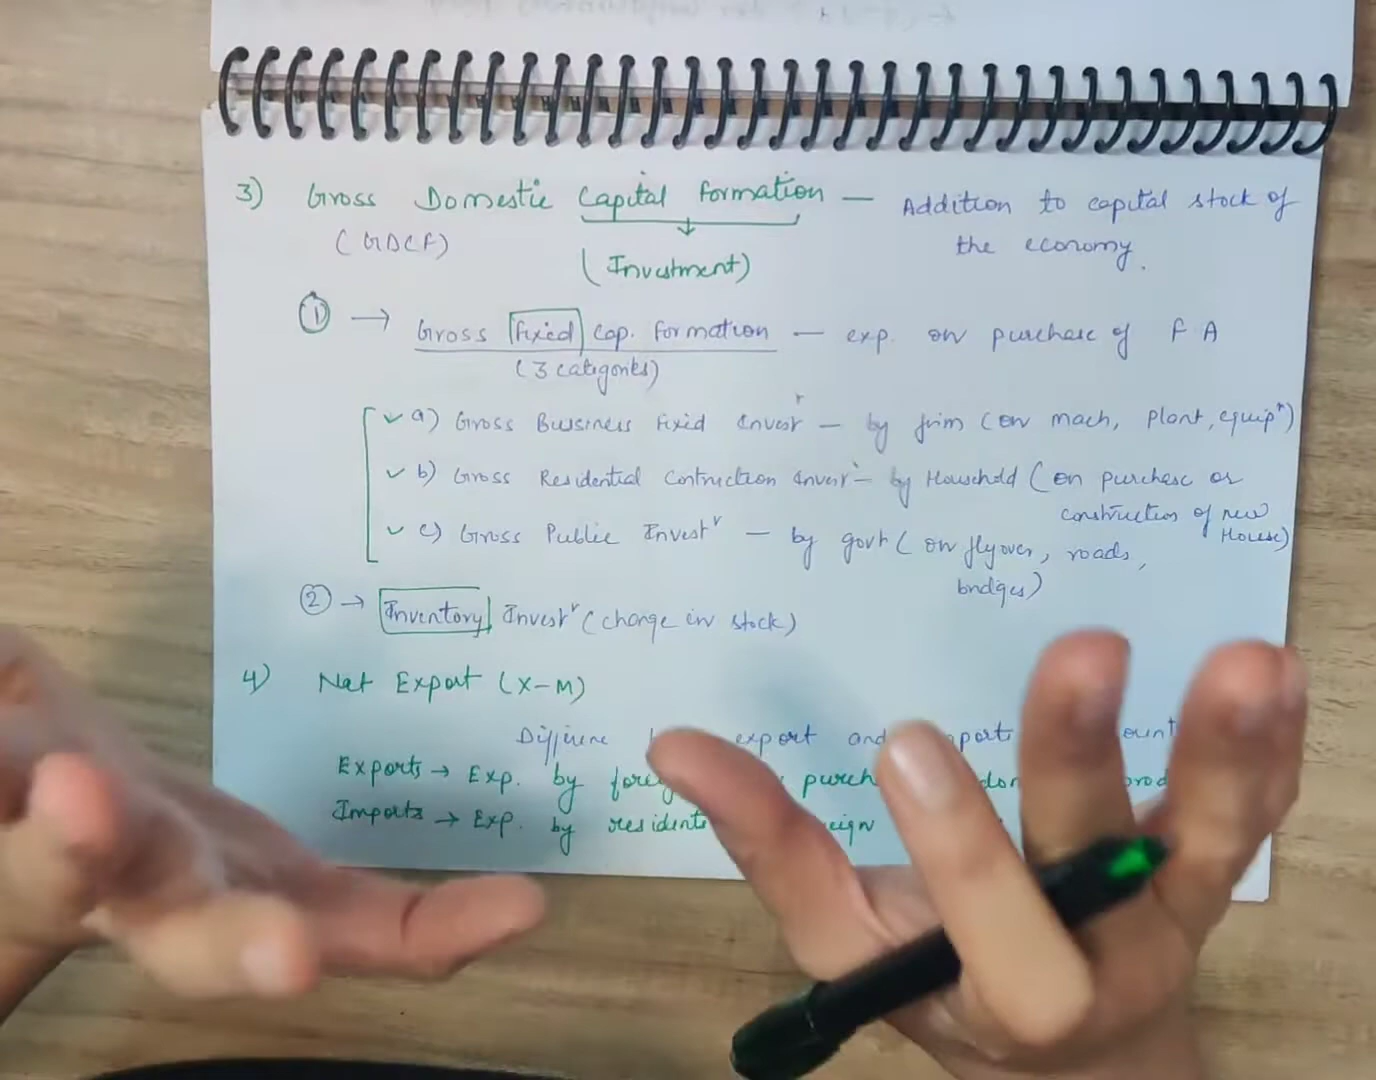 3) Gross Domestic Capital formation — Addition to capital stock of
(GDCF) the economy.
(Investment)
① → Gross Fixed Cap. formation — exp. on purchase of F A
(3 categories)
a) Gross Bussiness Fixed Invest — by firm (on mach, plant, equip)
b) Gross Residential Contruction Invest — by Household (on purchase or
construction of new
House)
c) Gross Public Invest — by govt (on flyover, roads,
bridges)
② → Inventory Invest (change in stock)
4) Net Export (X-M)
export and
Exports → Exp. by
Imports → Exp. by residents